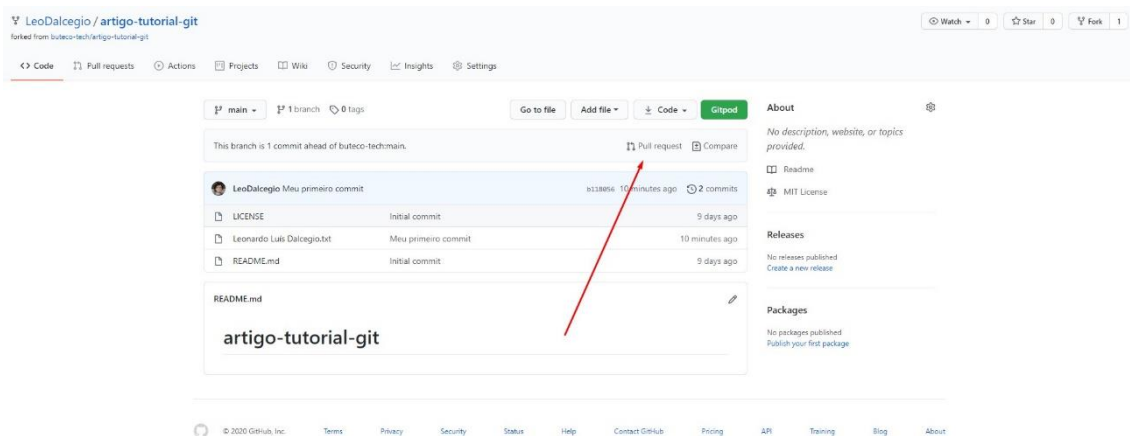 LeoDalcegio / artigo-tutorial-git
forked from buteco-tech/artigo-tutorial-git
Watch 0 Star 0 Fork 1
Code Pull requests Actions Projects Wiki Security Insights Settings
main 1 branch 0 tags Go to file Add file Code Gitpod
This branch is 1 commit ahead of buteco-tech:main. Pull request Compare
LeoDalcegio Meu primeiro commit b118056 10 minutes ago 2 commits
LICENSE Initial commit 9 days ago
Leonardo Luís Dalcegio.txt Meu primeiro commit 10 minutes ago
README.md Initial commit 9 days ago
README.md
artigo-tutorial-git
About
No description, website, or topics
provided.
Readme
MIT License
Releases
No releases published
Create a new release
Packages
No packages published
Publish your first package
© 2020 GitHub, Inc. Terms Privacy Security Status Help Contact GitHub Pricing API Training Blog About